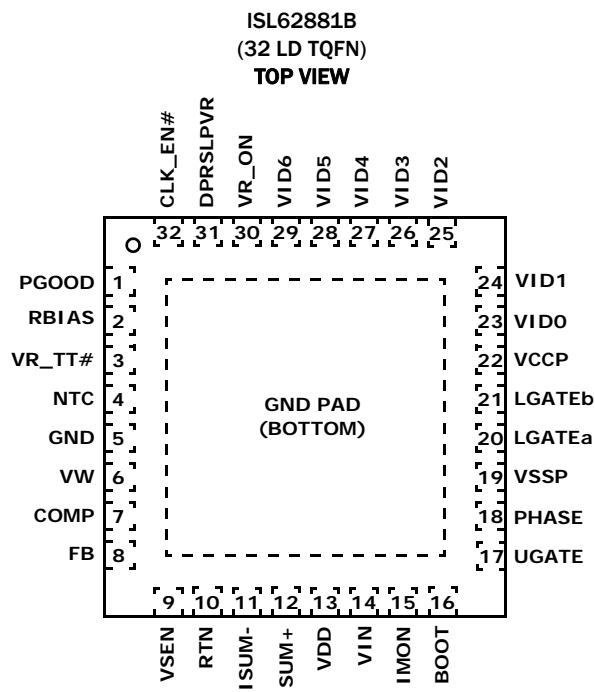 ISL62881B
(32 LD TQFN)
TOP VIEW
CLK_EN#
DPRSLPVR
VR_ON
VID6
VID5
VID4
VID3
VID2
32 31 30 29 28 27 26 25
PGOOD 1
RBIAS 2
VR_TT# 3
NTC 4
GND 5
VW 6
COMP 7
FB 8
GND PAD
(BOTTOM)
24 VID1
23 VID0
22 VCCP
21 LGATEb
20 LGATEa
19 VSSP
18 PHASE
17 UGATE
9 10 11 12 13 14 15 16
VSEN
RTN
ISUM-
SUM+
VDD
VIN
IMON
BOOT